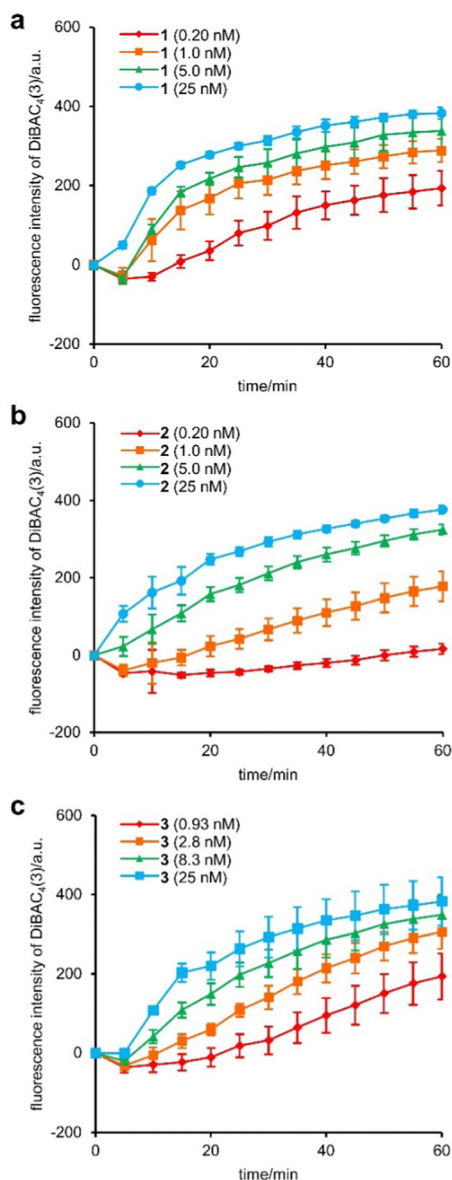 a
1 (0.20 nM)
1 (1.0 nM)
1 (5.0 nM)
1 (25 nM)
fluorescence intensity of DiBAC4(3)/a.u.
600
400
200
0
-200
0
20
40
60
time/min
b
2 (0.20 nM)
2 (1.0 nM)
2 (5.0 nM)
2 (25 nM)
fluorescence intensity of DiBAC4(3)/a.u.
600
400
200
0
-200
0
20
40
60
time/min
c
3 (0.93 nM)
3 (2.8 nM)
3 (8.3 nM)
3 (25 nM)
fluorescence intensity of DiBAC4(3)/a.u.
600
400
200
0
-200
0
20
40
60
time/min